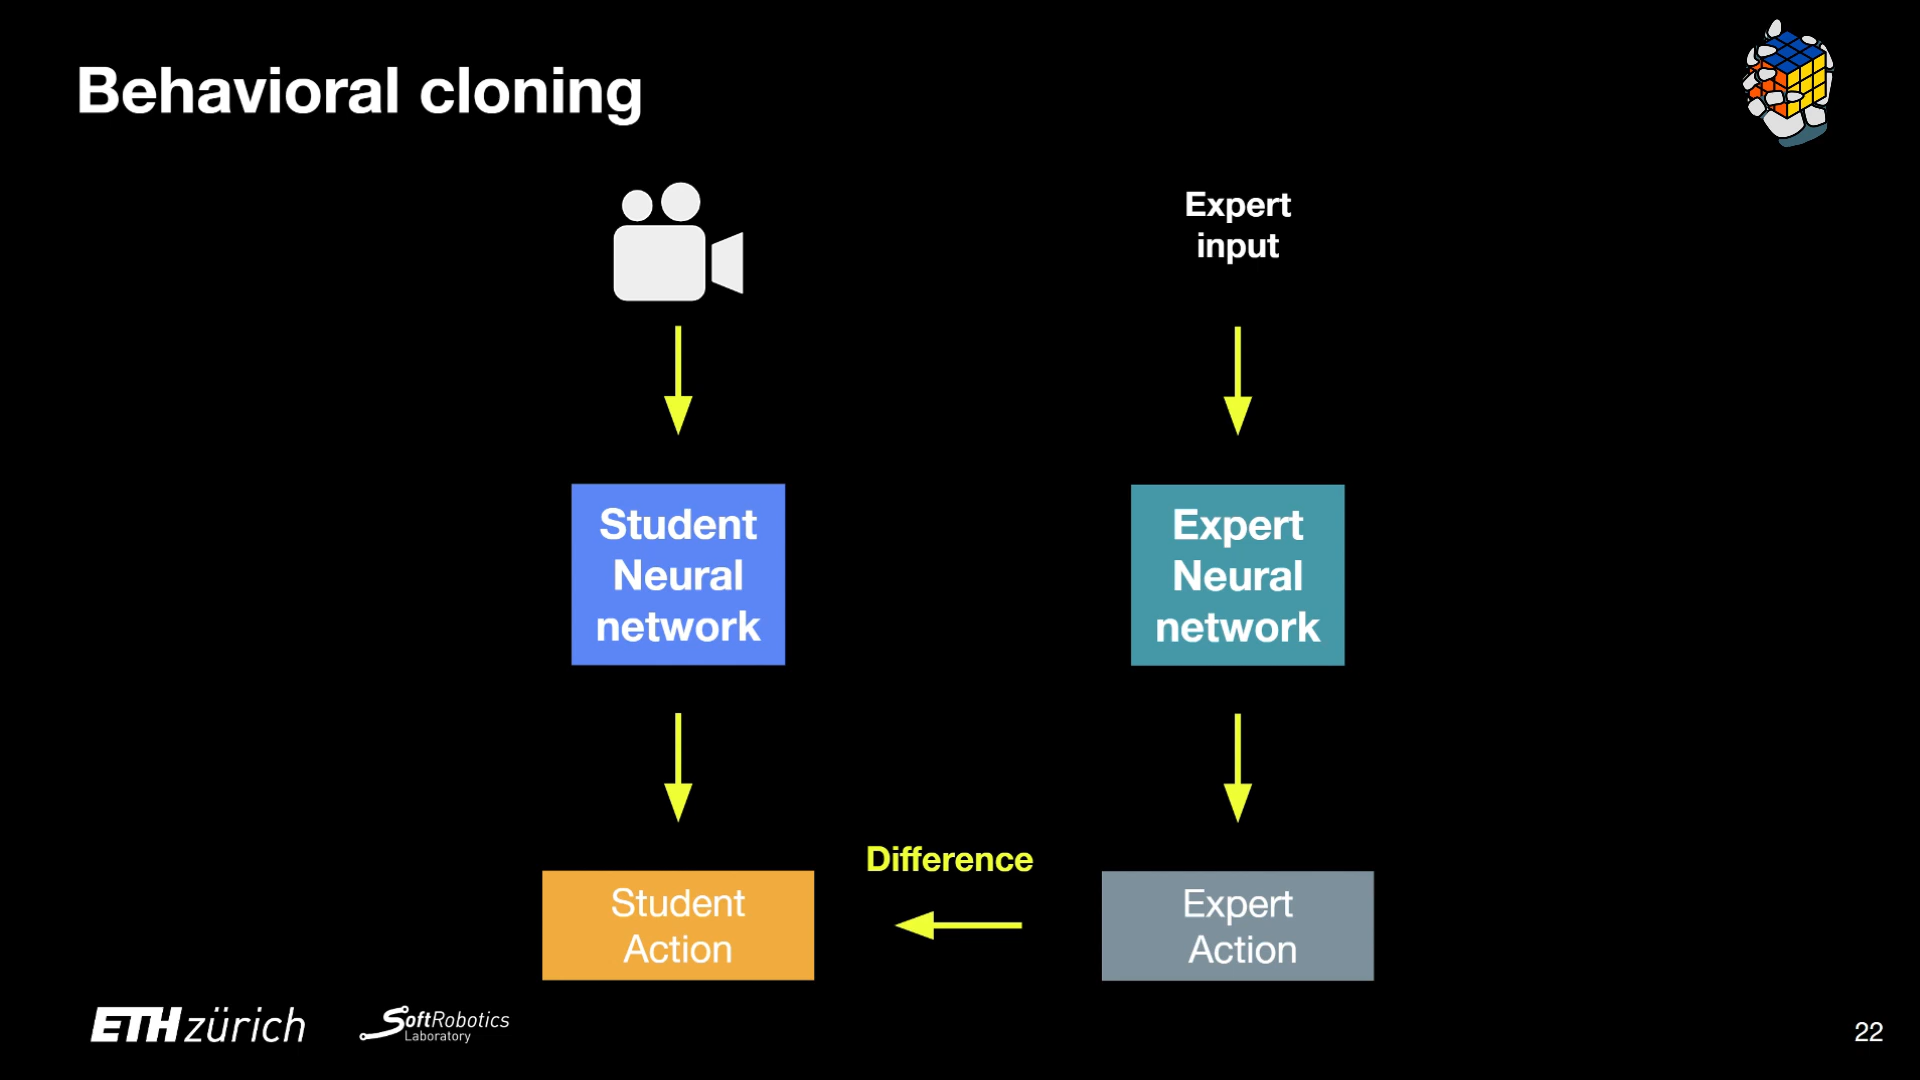 Behavioral cloning
Expert
input
Student
Neural
network
Expert
Neural
network
Difference
Student
Action
Expert
Action
ETH zürich
SoftRobotics
Laboratory
22